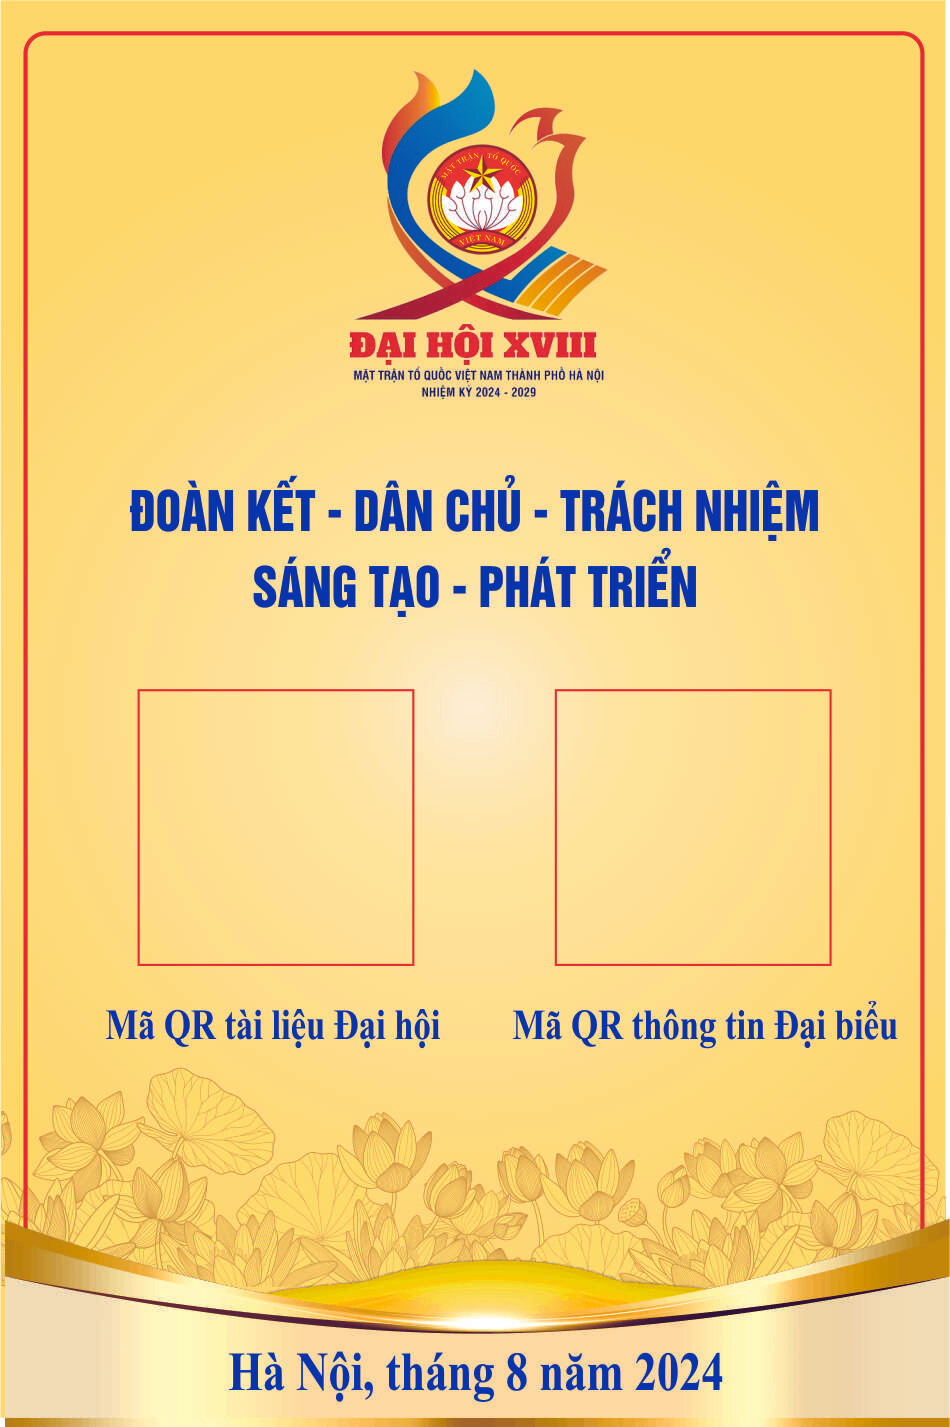 MẶT TRẬN TỔ QUỐC
VIỆT NAM
ĐẠI HỘI XVIII
MẶT TRẬN TỔ QUỐC VIỆT NAM THÀNH PHỐ HÀ NỘI
NHIỆM KỲ 2024 - 2029
ĐOÀN KẾT - DÂN CHỦ - TRÁCH NHIỆM
SÁNG TẠO - PHÁT TRIỂN
Mã QR tài liệu Đại hội
Mã QR thông tin Đại biểu
Hà Nội, tháng 8 năm 2024